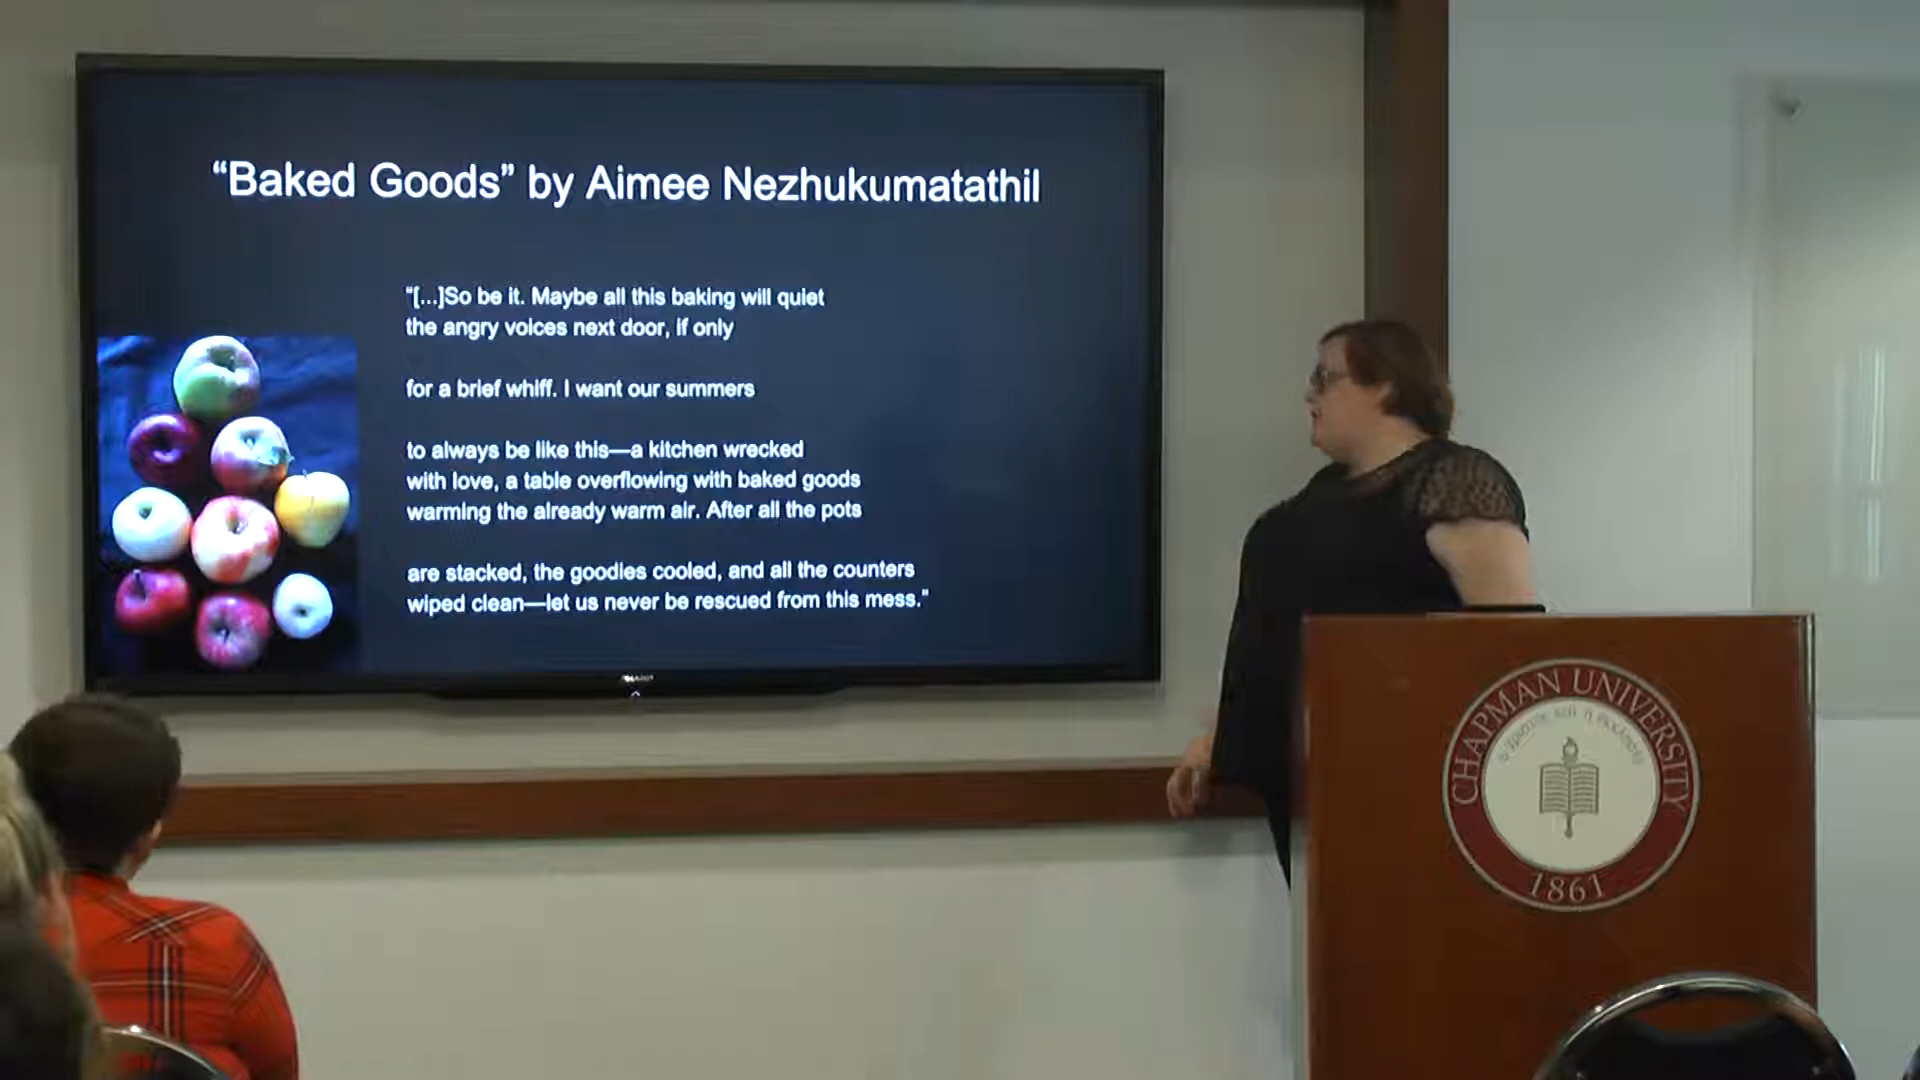 “Baked Goods” by Aimee Nezhukumatathil
“[...]So be it. Maybe all this baking will quiet
the angry voices next door, if only
for a brief whiff. I want our summers
to always be like this—a kitchen wrecked
with love, a table overflowing with baked goods
warming the already warm air. After all the pots
are stacked, the goodies cooled, and all the counters
wiped clean—let us never be rescued from this mess.”
CHAPMAN UNIVERSITY
1861